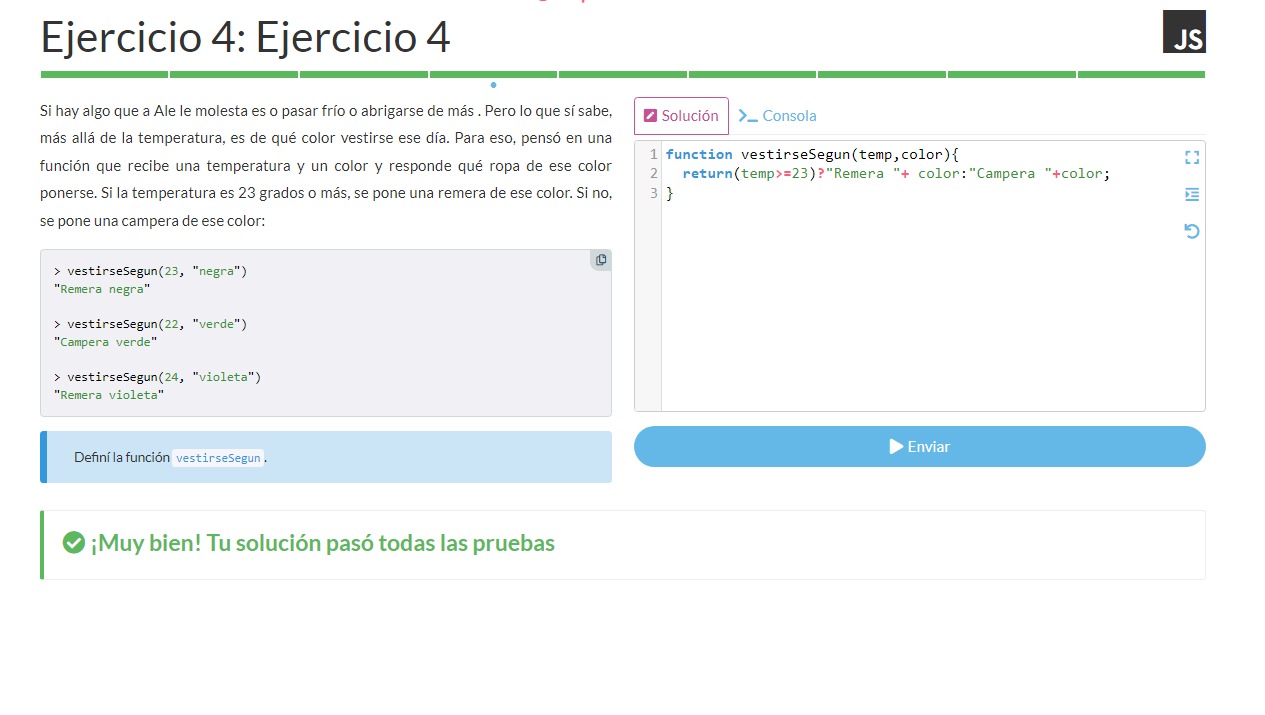 Ejercicio 4: Ejercicio 4
JS
Si hay algo que a Ale le molesta es o pasar frío o abrigarse de más . Pero lo que sí sabe,
más allá de la temperatura, es de qué color vestirse ese día. Para eso, pensó en una
función que recibe una temperatura y un color y responde qué ropa de ese color
ponerse. Si la temperatura es 23 grados o más, se pone una remera de ese color. Si no,
se pone una campera de ese color:
> vestirseSegun(23, "negra")
"Remera negra"
> vestirseSegun(22, "verde")
"Campera verde"
> vestirseSegun(24, "violeta")
"Remera violeta"
Definí la función vestirseSegun.
Solución
Consola
1 function vestirseSegun(temp,color){
2   return(temp>=23)?"Remera "+ color:"Campera "+color;
3 }
Enviar
¡Muy bien! Tu solución pasó todas las pruebas